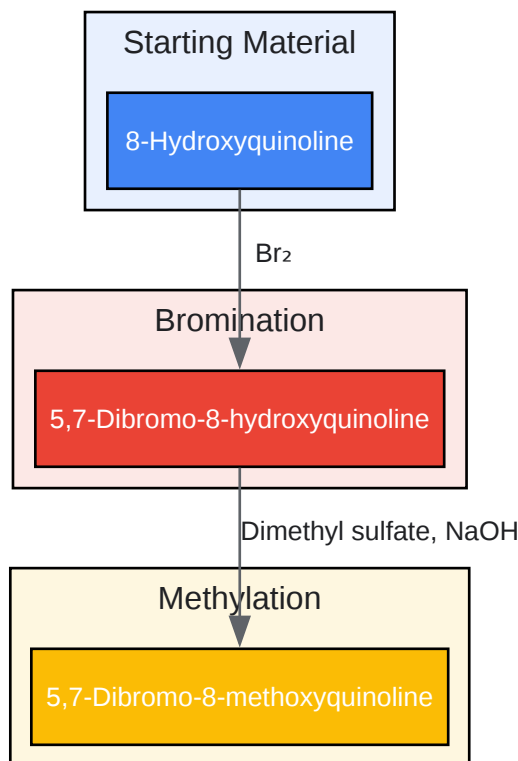 Starting Material
8-Hydroxyquinoline
Br₂
Bromination
5,7-Dibromo-8-hydroxyquinoline
Dimethyl sulfate, NaOH
Methylation
5,7-Dibromo-8-methoxyquinoline